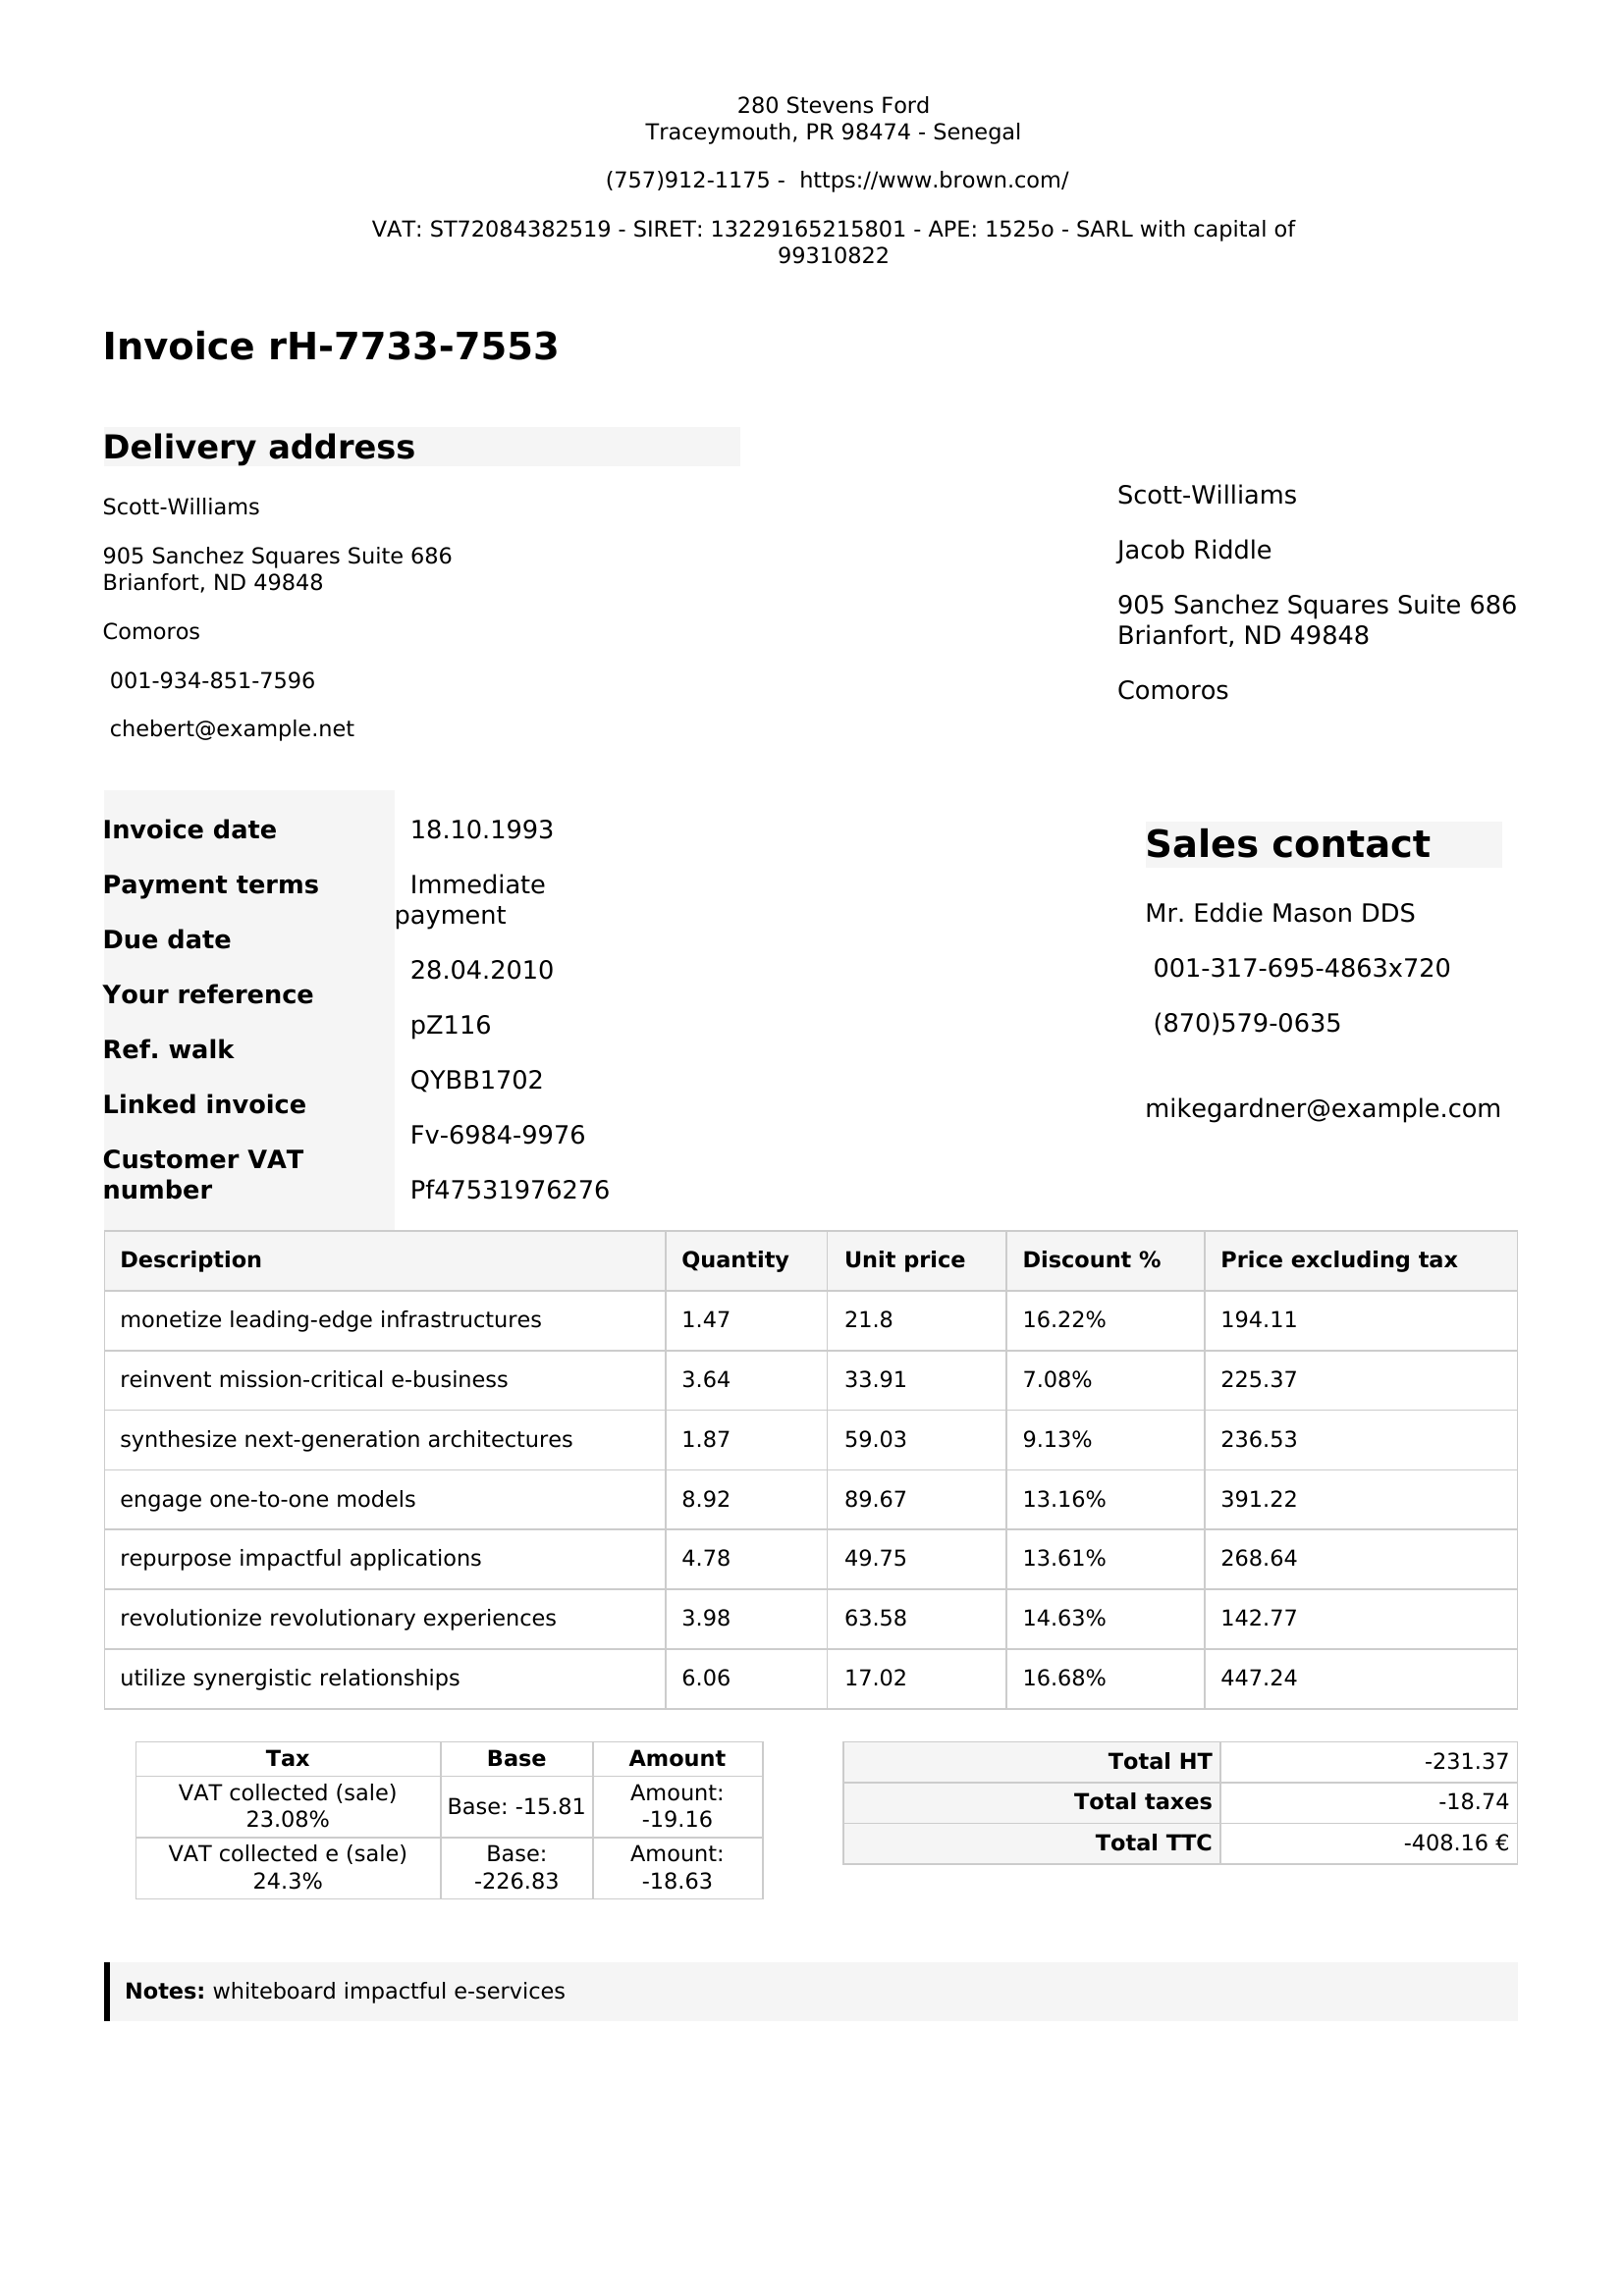 280 Stevens Ford
Traceymouth, PR 98474 - Senegal
(757)912-1175 -  https://www.brown.com/
VAT: ST72084382519 - SIRET: 13229165215801 - APE: 1525o - SARL with capital of
99310822
Invoice rH-7733-7553
Delivery address
Scott-Williams
905 Sanchez Squares Suite 686
Brianfort, ND 49848
Comoros
001-934-851-7596
chebert@example.net
Scott-Williams
Jacob Riddle
905 Sanchez Squares Suite 686
Brianfort, ND 49848
Comoros
Invoice date
Payment terms
Due date
Your reference
Ref. walk
Linked invoice
Customer VAT
number
18.10.1993
Immediate
payment
28.04.2010
pZ116
QYBB1702
Fv-6984-9976
Pf47531976276
Sales contact
Mr. Eddie Mason DDS
001-317-695-4863x720
(870)579-0635
mikegardner@example.com
Description Quantity Unit price Discount % Price excluding tax
monetize leading-edge infrastructures 1.47 21.8 16.22% 194.11
reinvent mission-critical e-business 3.64 33.91 7.08% 225.37
synthesize next-generation architectures 1.87 59.03 9.13% 236.53
engage one-to-one models 8.92 89.67 13.16% 391.22
repurpose impactful applications 4.78 49.75 13.61% 268.64
revolutionize revolutionary experiences 3.98 63.58 14.63% 142.77
utilize synergistic relationships 6.06 17.02 16.68% 447.24
Tax Base Amount
VAT collected (sale)
23.08%
Base: -15.81
Amount:
-19.16
VAT collected e (sale)
24.3%
Base:
-226.83
Amount:
-18.63
Total HT -231.37
Total taxes -18.74
Total TTC -408.16 €
Notes: whiteboard impactful e-services